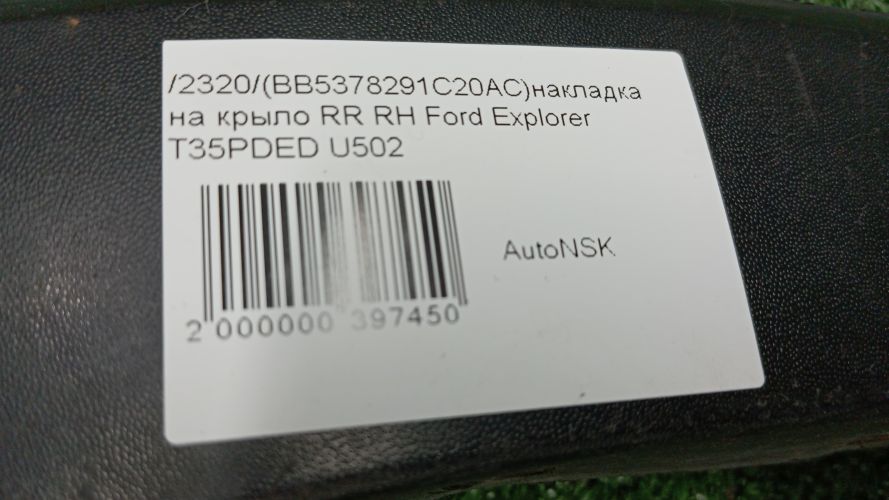 /2320/(BB5378291C20AC)накладка
на крыло RR RH Ford Explorer
T35PDED U502
AutoNSK
2 000000 397450